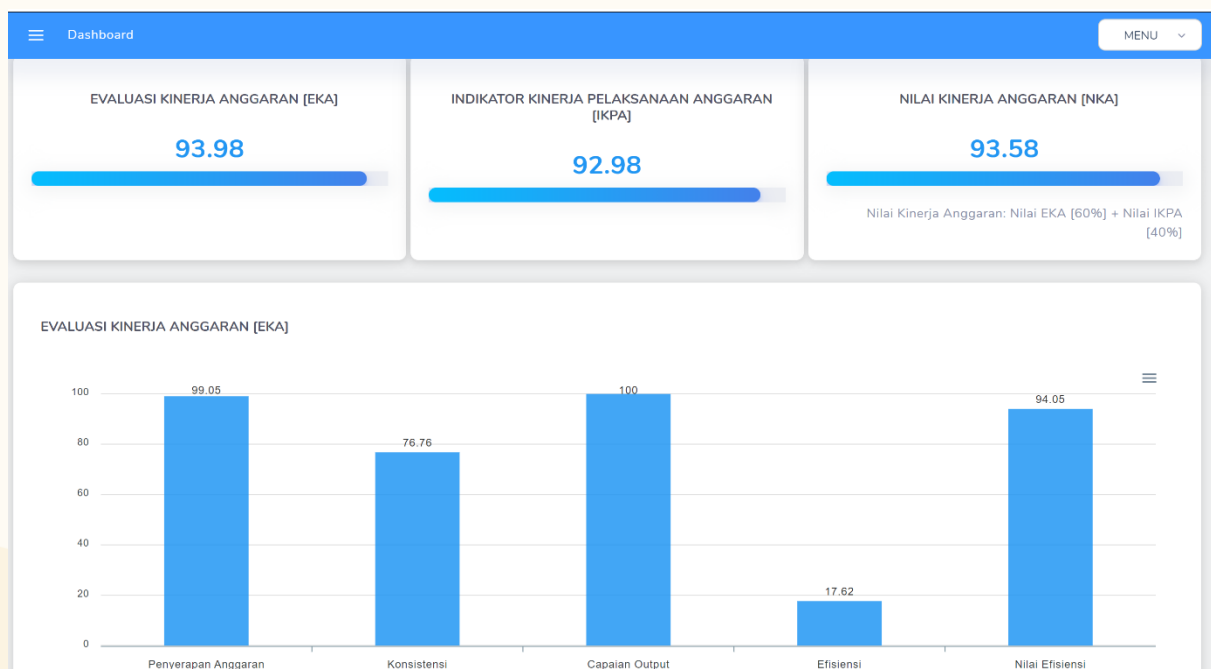 Dashboard
MENU
EVALUASI KINERJA ANGGARAN [EKA]
93.98
INDIKATOR KINERJA PELAKSANAAN ANGGARAN
[IKPA]
92.98
NILAI KINERJA ANGGARAN [NKA]
93.58
Nilai Kinerja Anggaran: Nilai EKA [60%] + Nilai IKPA
[40%]
EVALUASI KINERJA ANGGARAN [EKA]
100
80
60
40
20
0
99.05
76.76
100
17.62
94.05
Penyerapan Anggaran
Konsistensi
Capaian Output
Efisiensi
Nilai Efisiensi